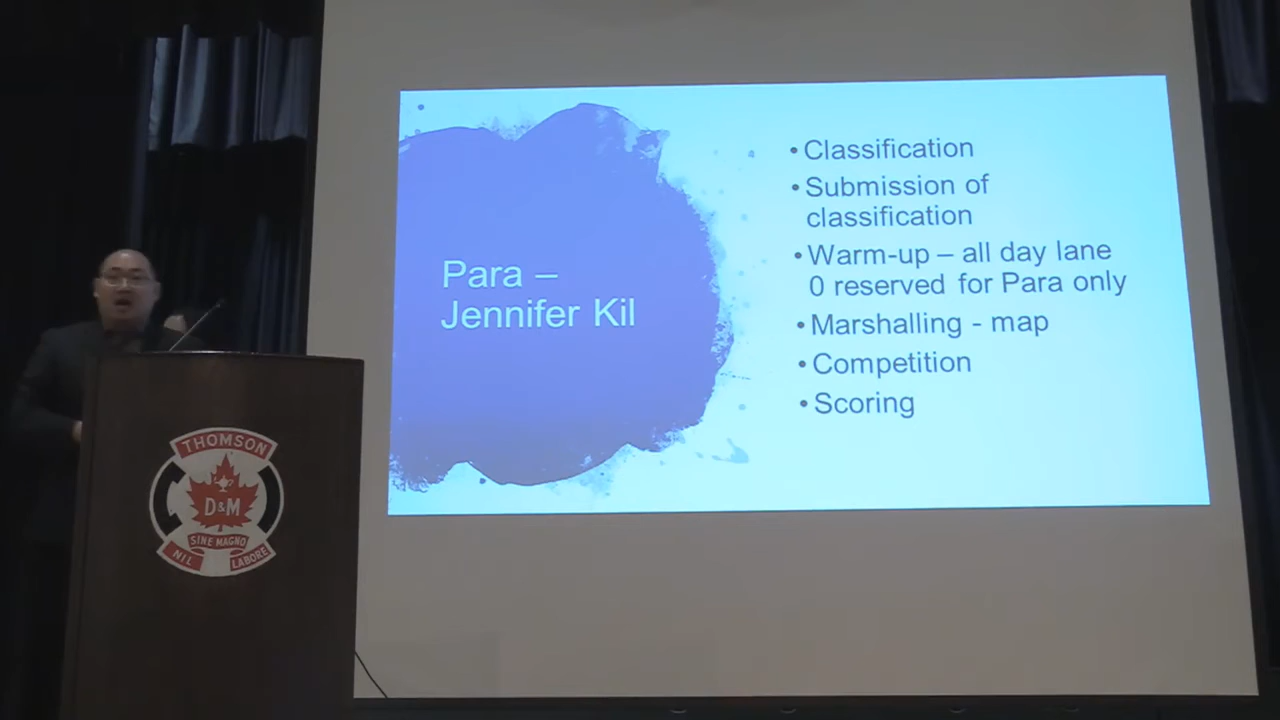 Para –
Jennifer Kil
• Classification
• Submission of
classification
• Warm-up – all day lane
0 reserved for Para only
• Marshalling - map
• Competition
• Scoring
THOMSON
D&M
SINE MAGNO
NIL LABORE